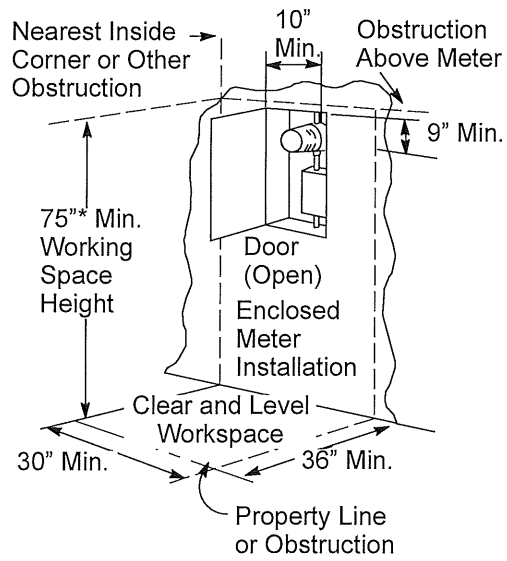 Nearest Inside
Corner or Other
Obstruction
10”
Min.
Obstruction
Above Meter
9” Min.
75”* Min.
Working
Space
Height
Door
(Open)
Enclosed
Meter
Installation
Clear and Level
Workspace
30” Min.
36” Min.
Property Line
or Obstruction